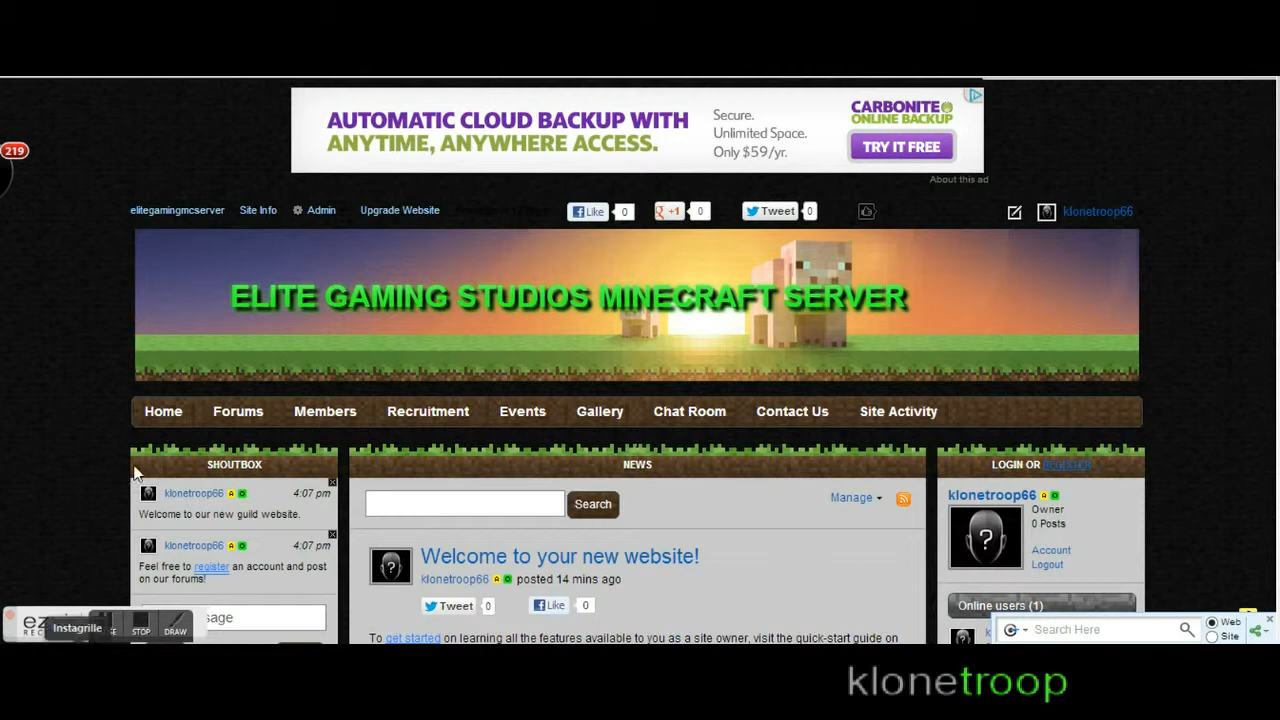 AUTOMATIC CLOUD BACKUP WITH
ANYTIME, ANYWHERE ACCESS.
Secure.
Unlimited Space.
Only $59/yr.
CARBONITE
ONLINE BACKUP
TRY IT FREE
About this ad
219
elitegamingmcserver Site Info Admin Upgrade Website Like 0 +1 0 Tweet 0 klonetroop66
ELITE GAMING STUDIOS MINECRAFT SERVER
Home Forums Members Recruitment Events Gallery Chat Room Contact Us Site Activity
SHOUTBOX
klonetroop66 A O 4:07 pm
Welcome to our new guild website.
klonetroop66 A O 4:07 pm
Feel free to register an account and post
on our forums!
sage
NEWS
Search
Manage
Welcome to your new website!
klonetroop66 A O posted 14 mins ago
Tweet 0 Like 0
To get started on learning all the features available to you as a site owner, visit the quick-start guide on
LOGIN OR REGISTER
klonetroop66 A O
Owner
0 Posts
Account
Logout
Online users (1)
ez
Instagrille
STOP
DRAW
Search Here
Web
Site
klonetroop